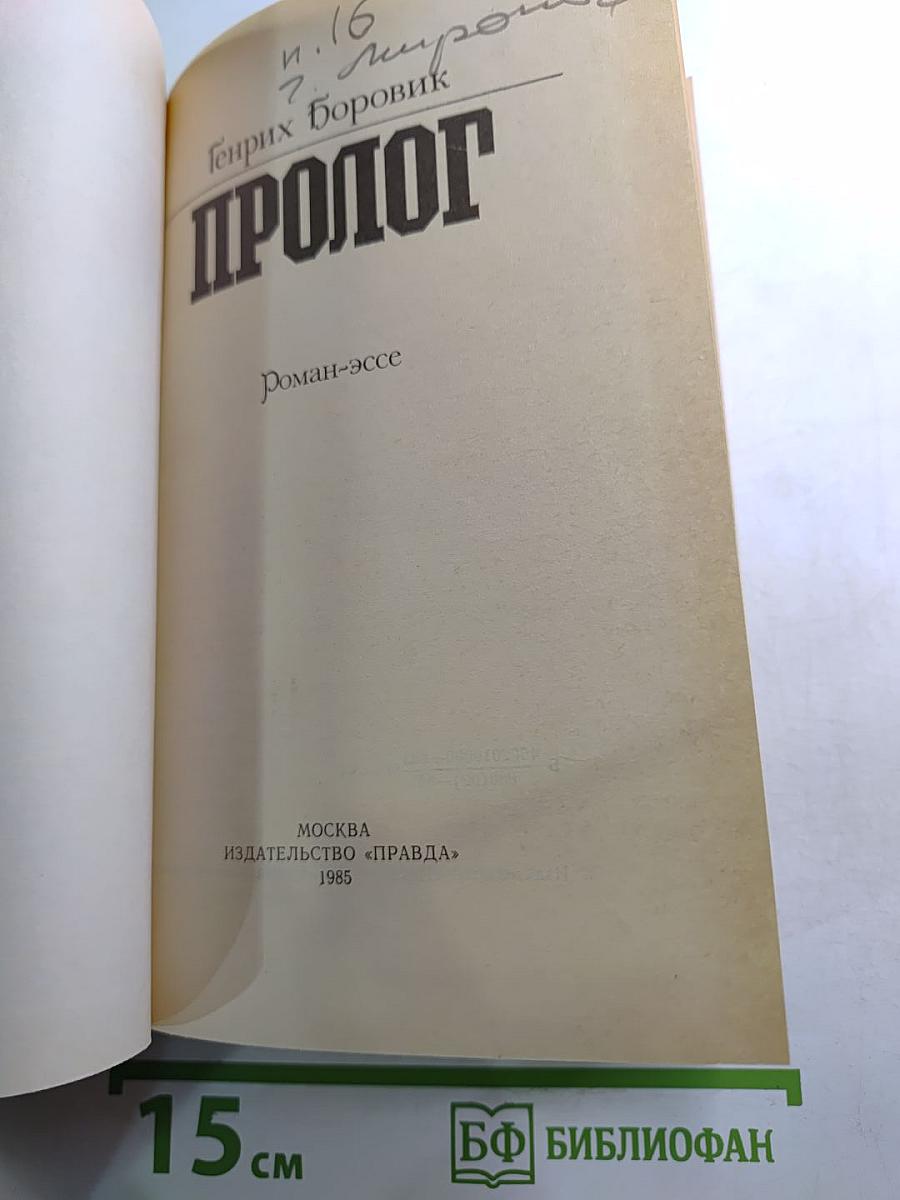 п. 16
Генрих Боровик
ПРОЛОГ
Роман-эссе
МОСКВА
ИЗДАТЕЛЬСТВО «ПРАВДА»
1985
15 см
БФ БИБЛИОФАН